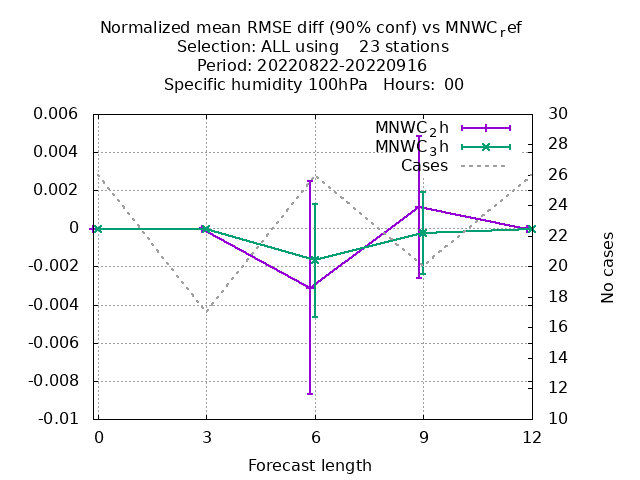 Normalized mean RMSE diff (90% conf) vs MNWC_ref
Selection: ALL using    23 stations
Period: 20220822-20220916
Specific humidity 100hPa   Hours:  00
MNWC_2h
MNWC_3h
Cases
0.006
0.004
0.002
0
-0.002
-0.004
-0.006
-0.008
-0.01
30
28
26
24
22
20
18
16
14
12
10
No cases
0 3 6 9 12
Forecast length